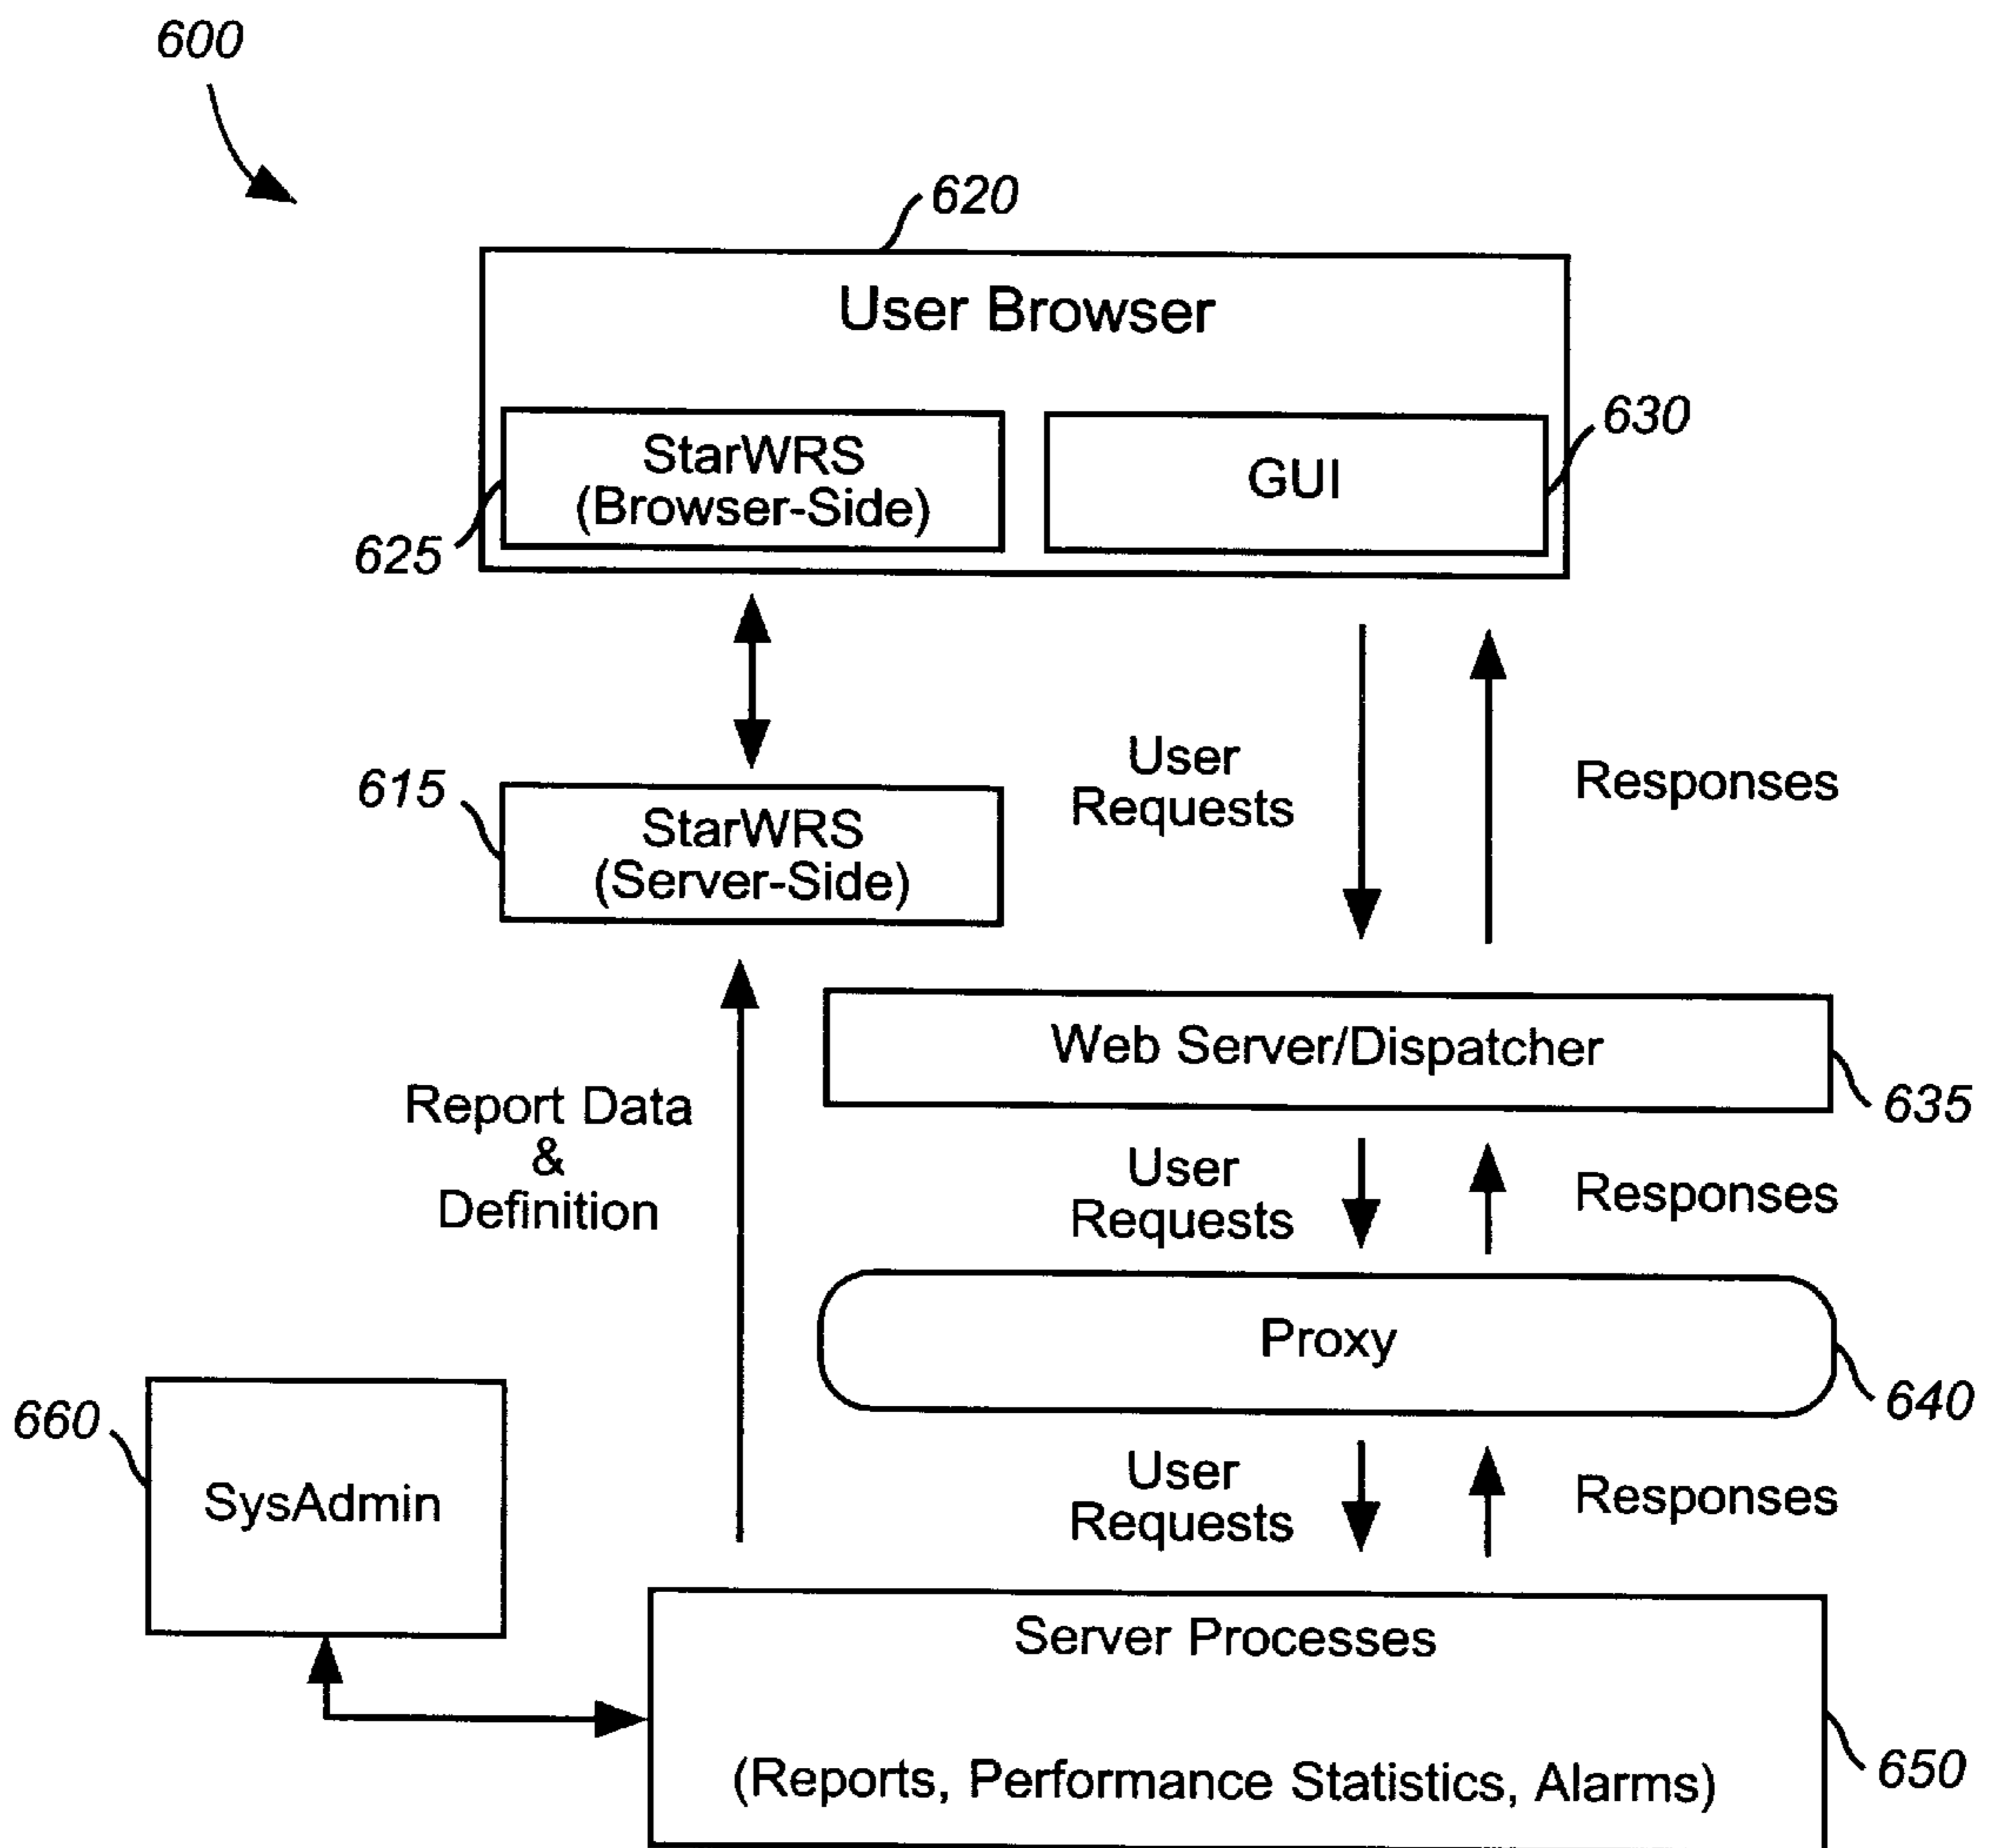 600
620
User Browser
630
StarWRS
(Browser-Side)
GUI
625
615
StarWRS
(Server-Side)
User
Requests
Responses
Web Server/Dispatcher
635
Report Data
&
Definition
User
Requests
Responses
Proxy
640
660
SysAdmin
User
Requests
Responses
Server Processes
(Reports, Performance Statistics, Alarms)
650